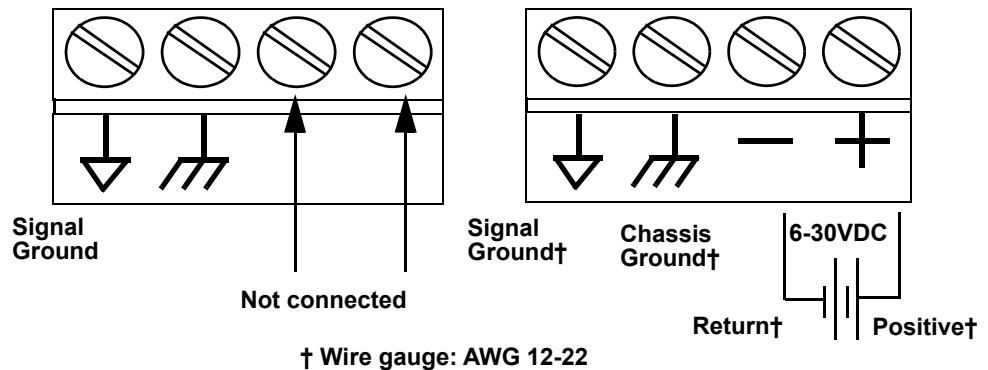 Signal
Ground
Not connected
Signal
Ground†
Chassis
Ground†
6-30VDC
Return†
Positive†
† Wire gauge: AWG 12-22